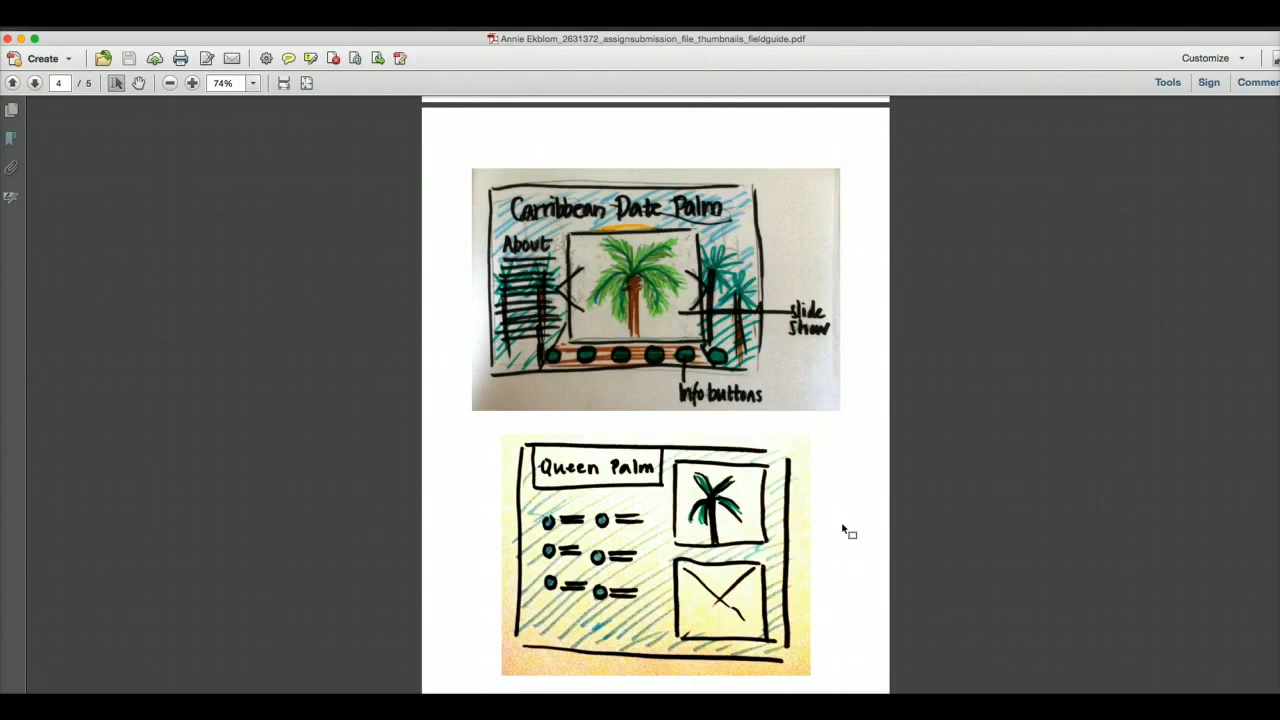 Annie Ekblom_2631372_assignsubmission_file_thumbnails_fieldguide.pdf
Create
Customize
4 / 5
74%
Tools
Sign
Commen
Carribbean Date Palm
About
slide
show
Info buttons
Queen Palm